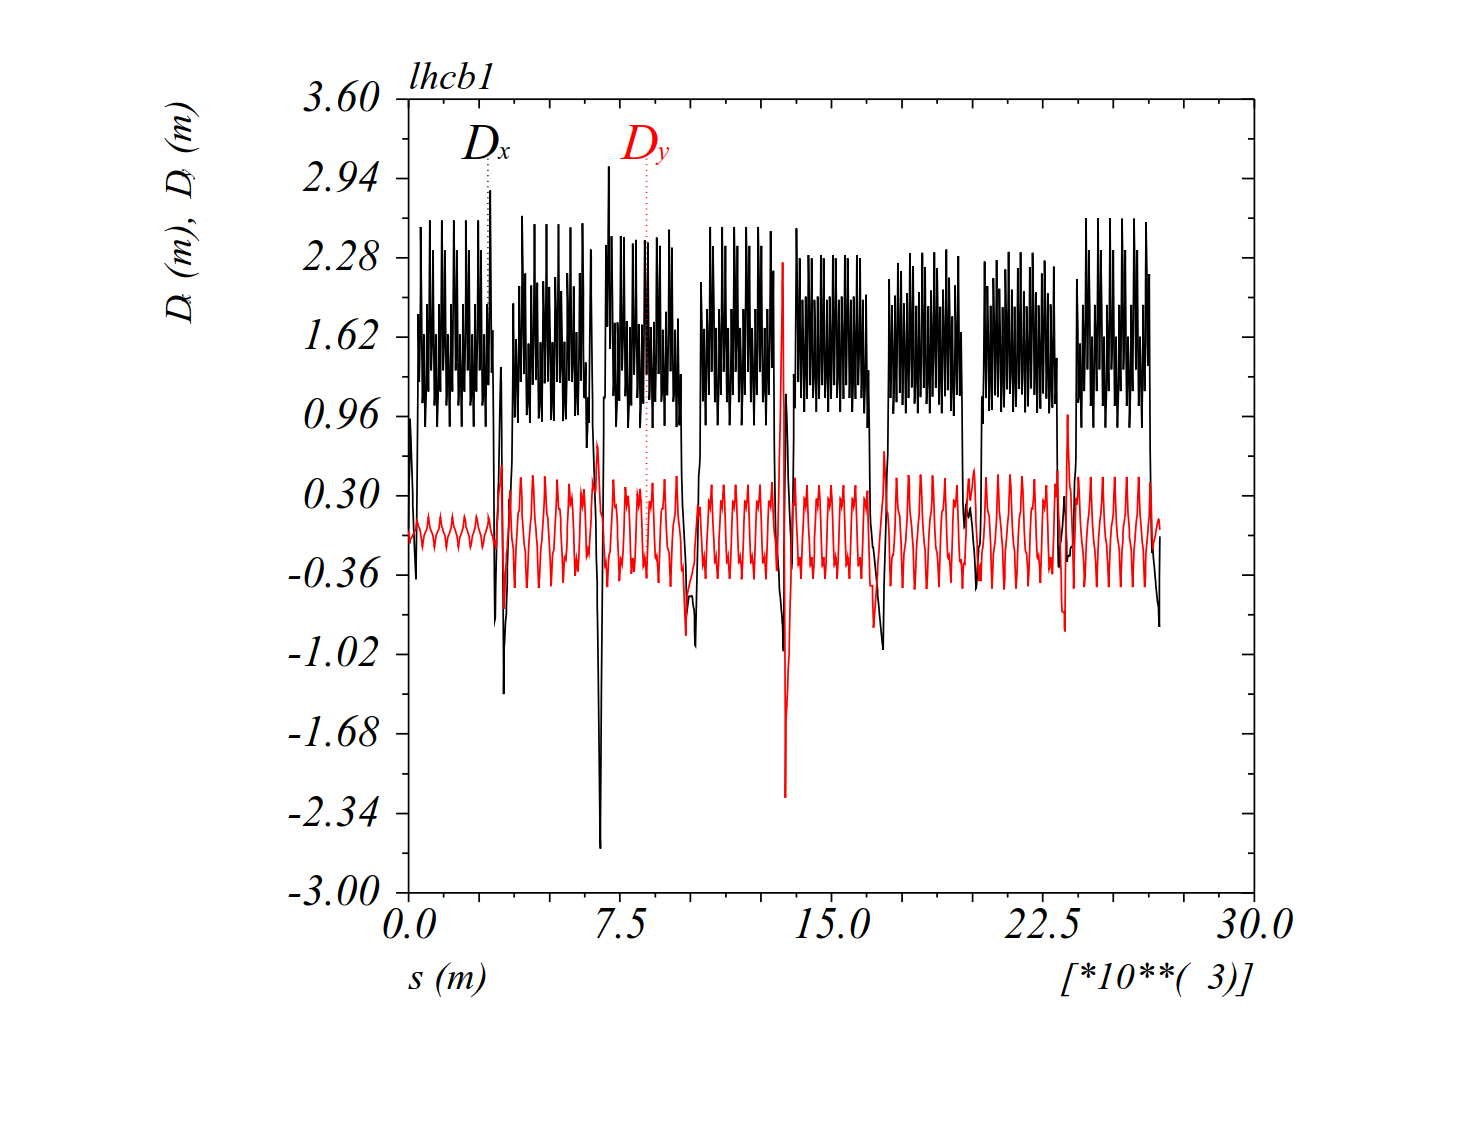 lhcb1
3.60
2.94
2.28
1.62
0.96
0.30
-0.36
-1.02
-1.68
-2.34
-3.00
Dx (m), Dy (m)
Dx
Dy
0.0 7.5 15.0 22.5 30.0
s (m) [*10**( 3)]